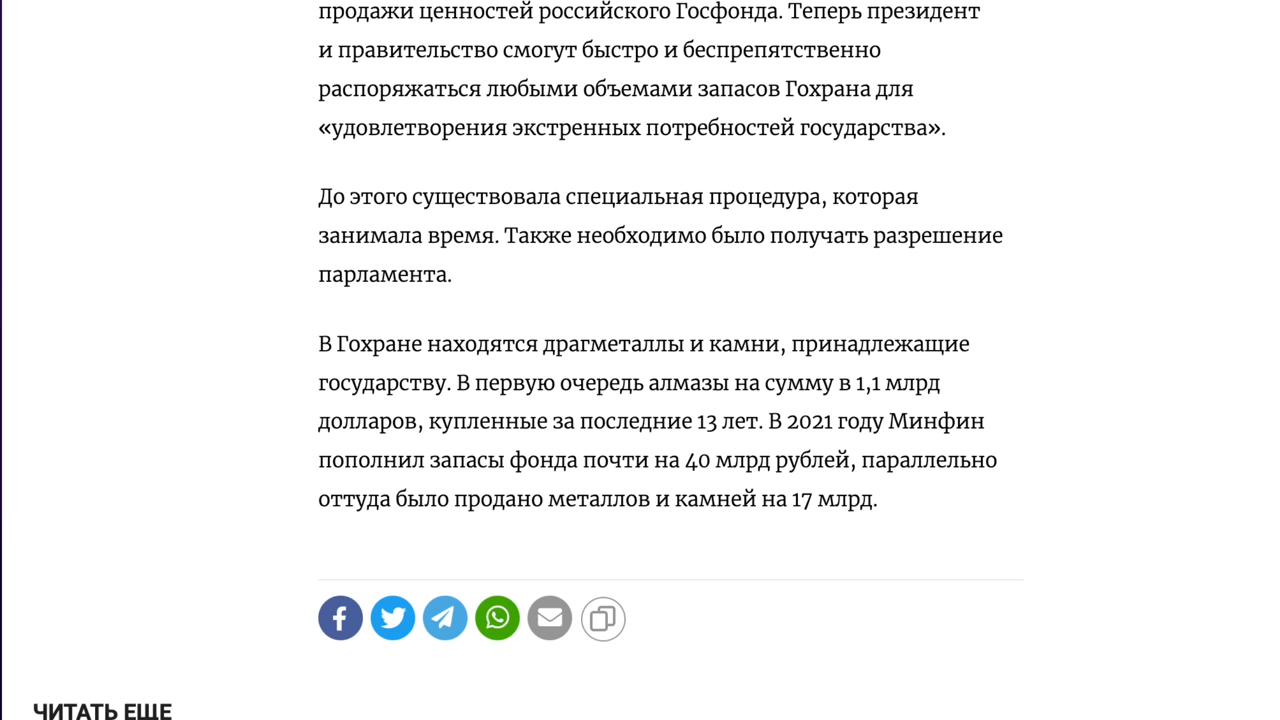 продажи ценностей российского Госфонда. Теперь президент
и правительство смогут быстро и беспрепятственно
распоряжаться любыми объемами запасов Гохрана для
«удовлетворения экстренных потребностей государства».
До этого существовала специальная процедура, которая
занимала время. Также необходимо было получать разрешение
парламента.
В Гохране находятся драгметаллы и камни, принадлежащие
государству. В первую очередь алмазы на сумму в 1,1 млрд
долларов, купленные за последние 13 лет. В 2021 году Минфин
пополнил запасы фонда почти на 40 млрд рублей, параллельно
оттуда было продано металлов и камней на 17 млрд.
ЧИТАТЬ ЕЩЕ